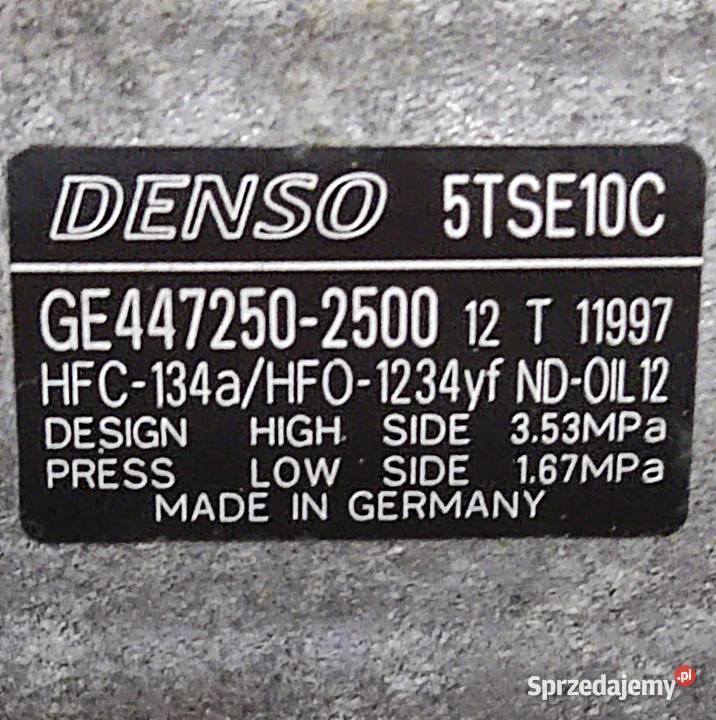 DENSO 5TSE10C
GE447250-2500 12 T 11997
HFC-134a/HFO-1234yf ND-OIL12
DESIGN HIGH SIDE 3.53MPa
PRESS LOW SIDE 1.67MPa
MADE IN GERMANY
Sprzedajemy.pl